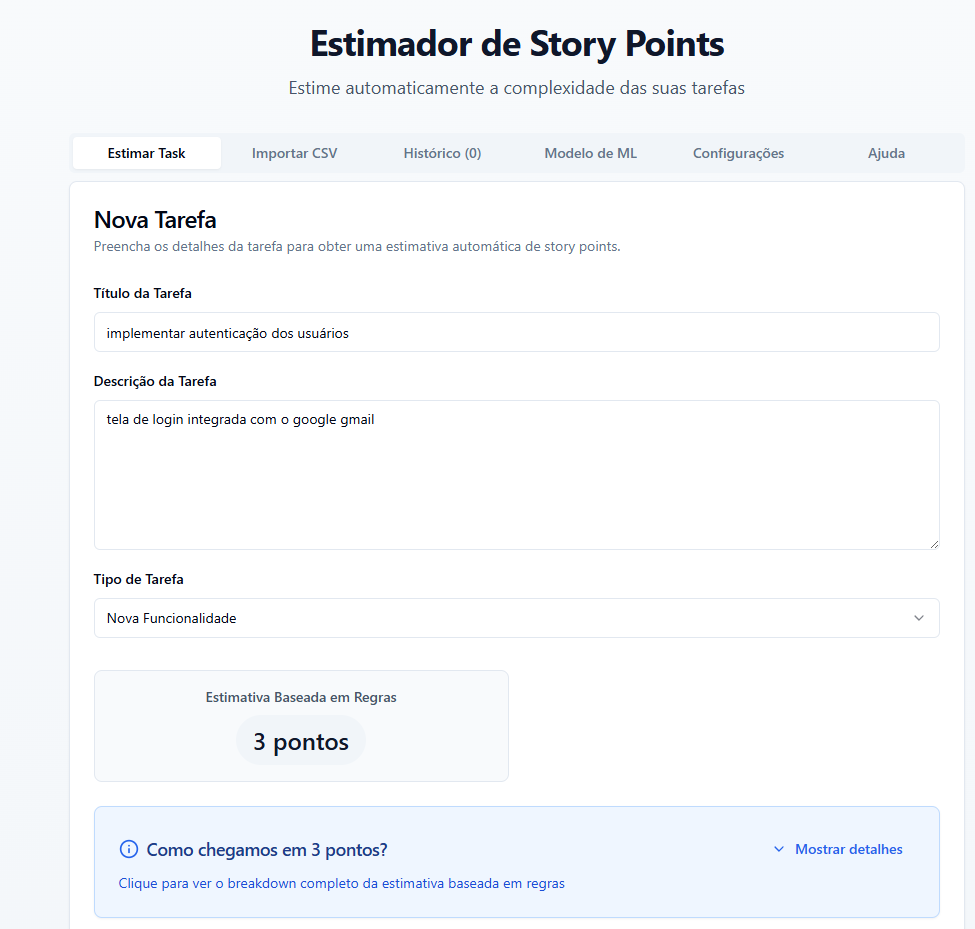 Estimador de Story Points
Estime automaticamente a complexidade das suas tarefas
Estimar Task Importar CSV Histórico (0) Modelo de ML Configurações Ajuda
Nova Tarefa
Preencha os detalhes da tarefa para obter uma estimativa automática de story points.
Título da Tarefa
implementar autenticação dos usuários
Descrição da Tarefa
tela de login integrada com o google gmail
Tipo de Tarefa
Nova Funcionalidade
Estimativa Baseada em Regras
3 pontos
Como chegamos em 3 pontos? Mostrar detalhes
Clique para ver o breakdown completo da estimativa baseada em regras